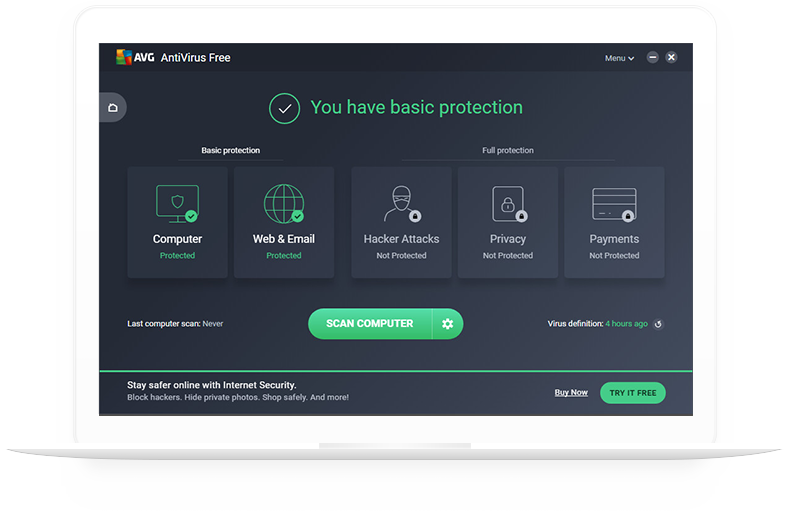 AVG AntiVirus Free
Menu
You have basic protection
Basic protection
Full protection
Computer
Protected
Web & Email
Protected
Hacker Attacks
Not Protected
Privacy
Not Protected
Payments
Not Protected
Last computer scan: Never
SCAN COMPUTER
Virus definition: 4 hours ago
Stay safer online with Internet Security.
Block hackers. Hide private photos. Shop safely. And more!
Buy Now
TRY IT FREE